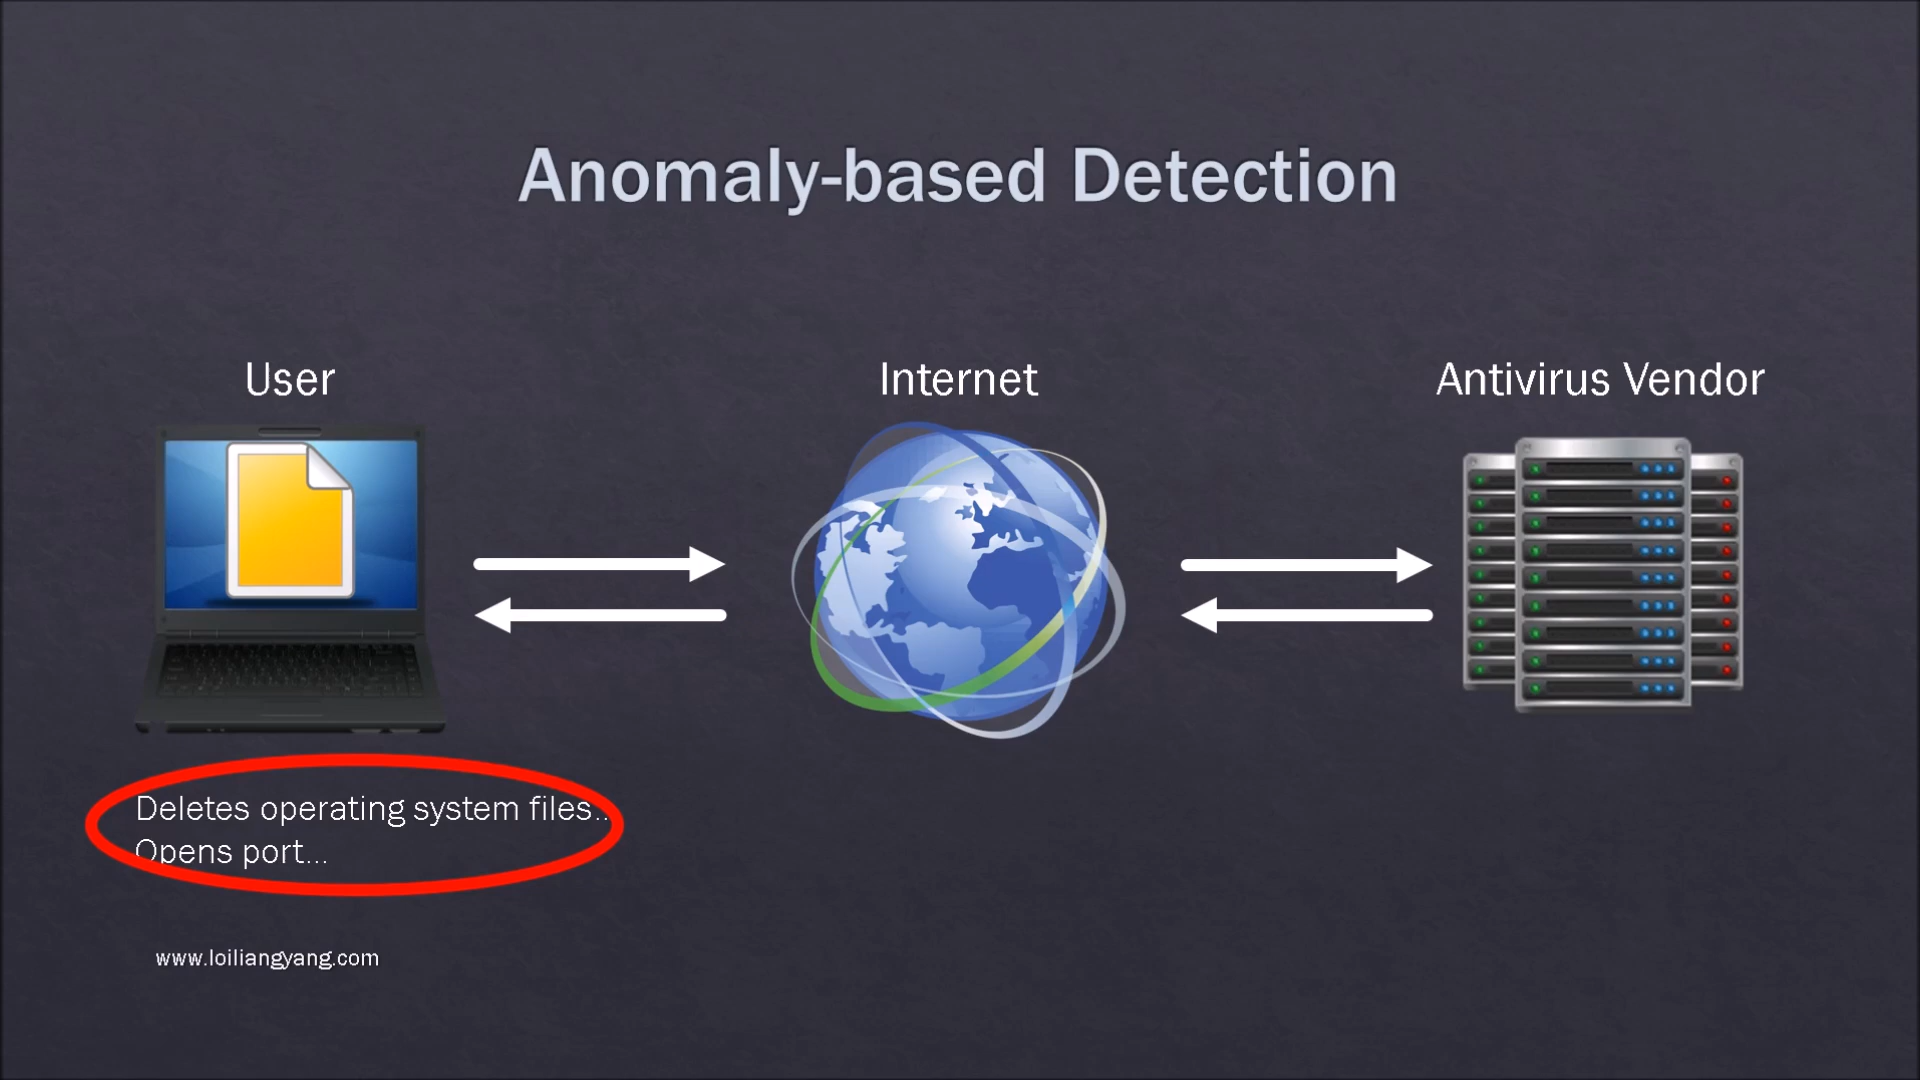 Anomaly-based Detection
User
Internet
Antivirus Vendor
Deletes operating system files..
Opens port...
www.loiliangyang.com